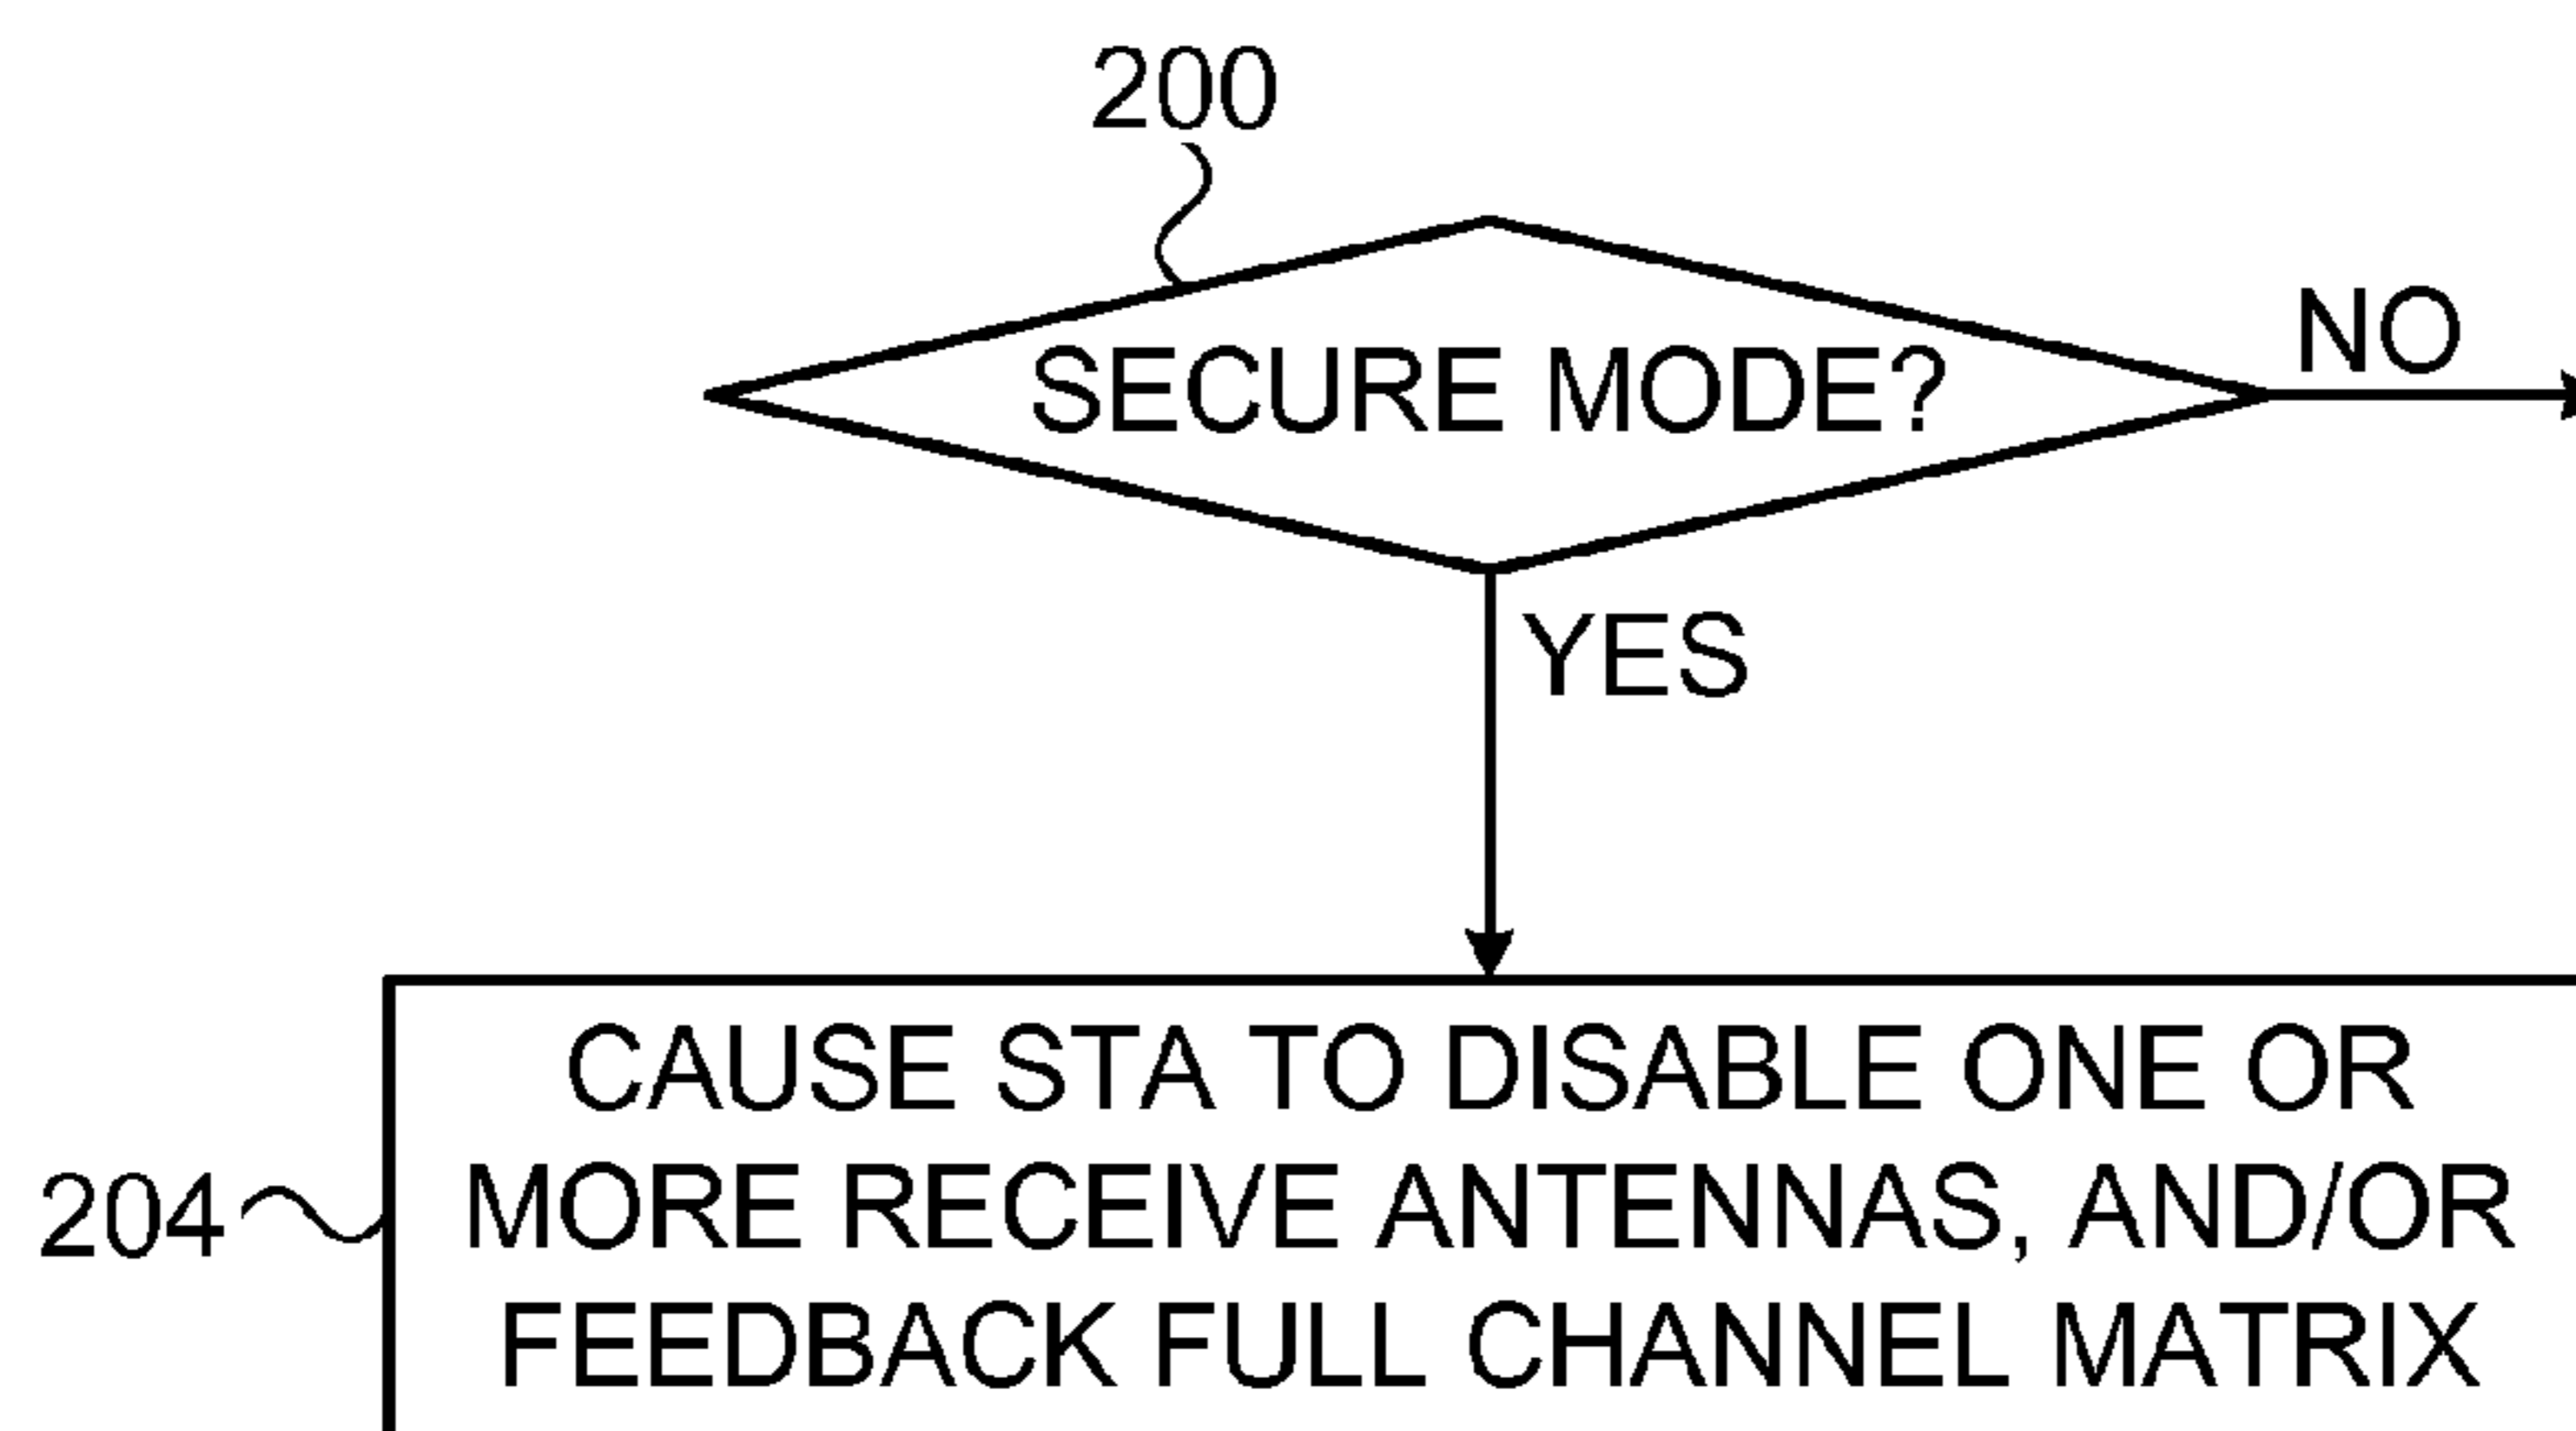 200
SECURE MODE?
NO
YES
CAUSE STA TO DISABLE ONE OR
204
MORE RECEIVE ANTENNAS, AND/OR
FEEDBACK FULL CHANNEL MATRIX